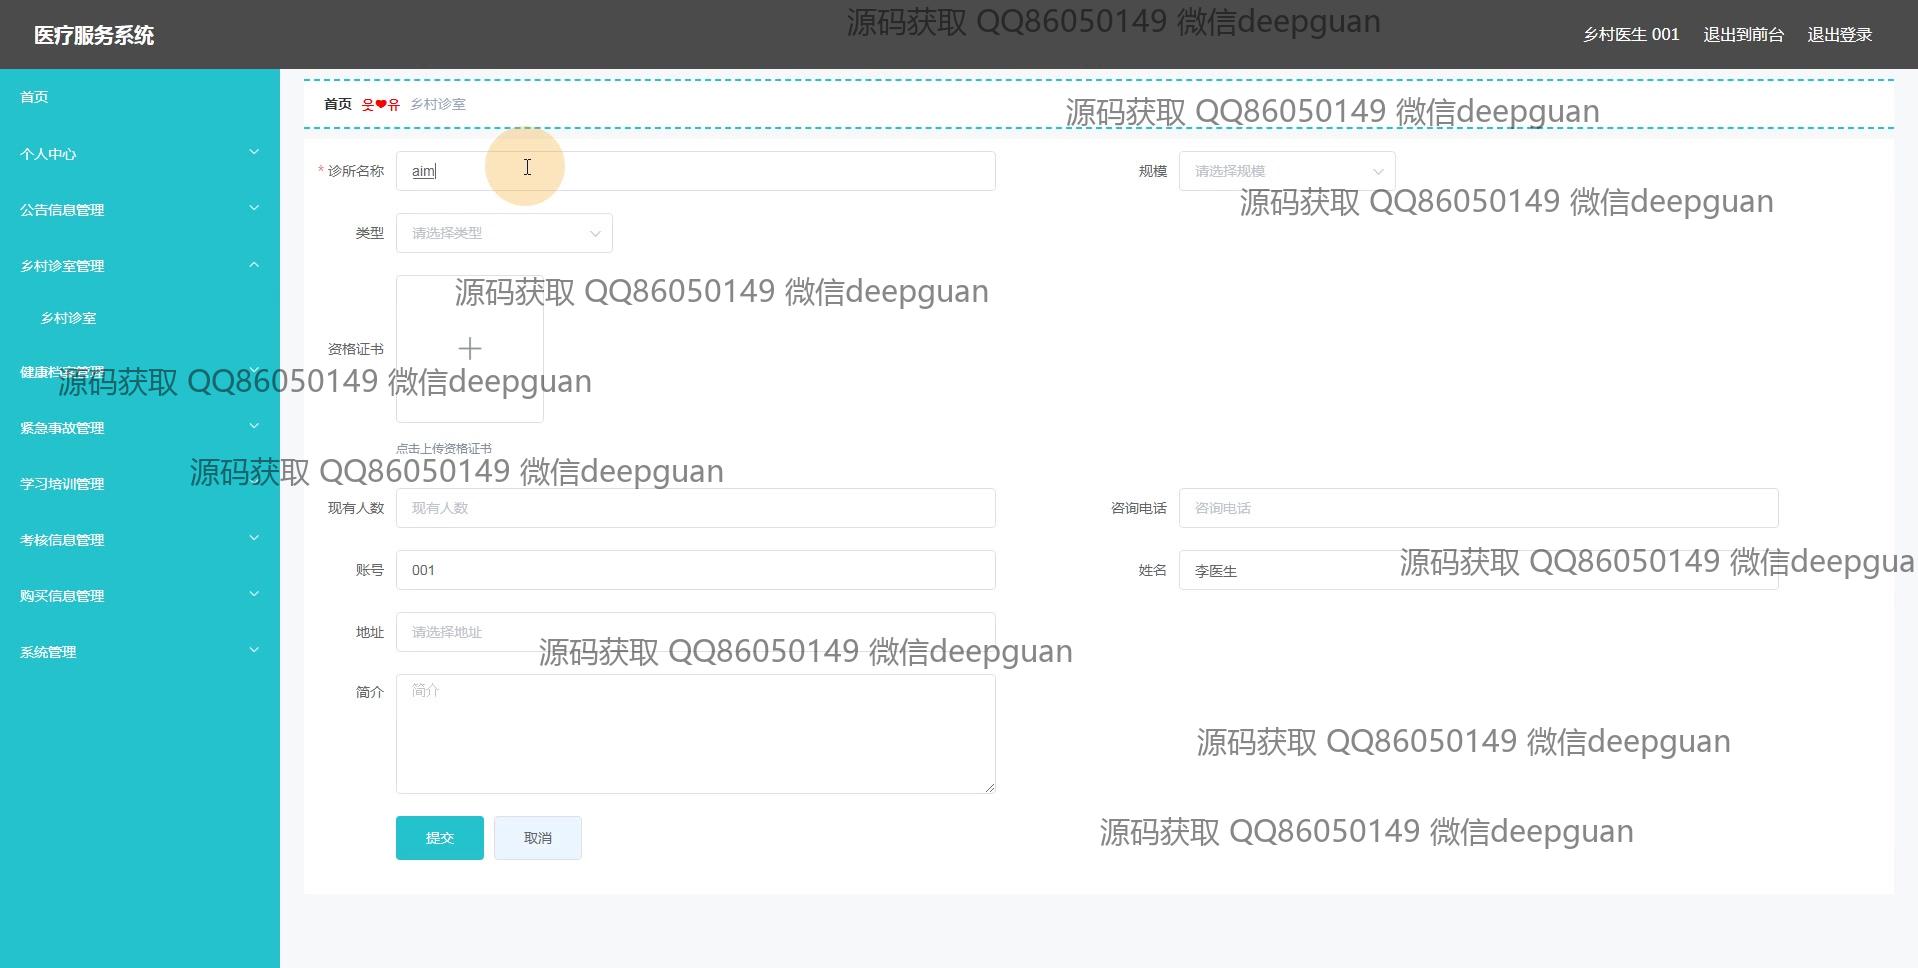 医疗服务系统
源码获取 QQ86050149 微信deepguan
乡村医生 001
退出到前台
退出登录
首页
个人中心
公告信息管理
乡村诊室管理
乡村诊室
健康档案管理
紧急事故管理
学习培训管理
考核信息管理
购买信息管理
系统管理
首页 웃❤유 乡村诊室
源码获取 QQ86050149 微信deepguan
* 诊所名称 aim
规模 请选择规模
源码获取 QQ86050149 微信deepguan
类型 请选择类型
源码获取 QQ86050149 微信deepguan
资格证书
源码获取 QQ86050149 微信deepguan
点击上传资格证书
源码获取 QQ86050149 微信deepguan
现有人数 现有人数
咨询电话 咨询电话
账号 001
姓名 李医生
源码获取 QQ86050149 微信deepgua
地址 请选择地址
源码获取 QQ86050149 微信deepguan
简介 简介
源码获取 QQ86050149 微信deepguan
提交
取消
源码获取 QQ86050149 微信deepguan